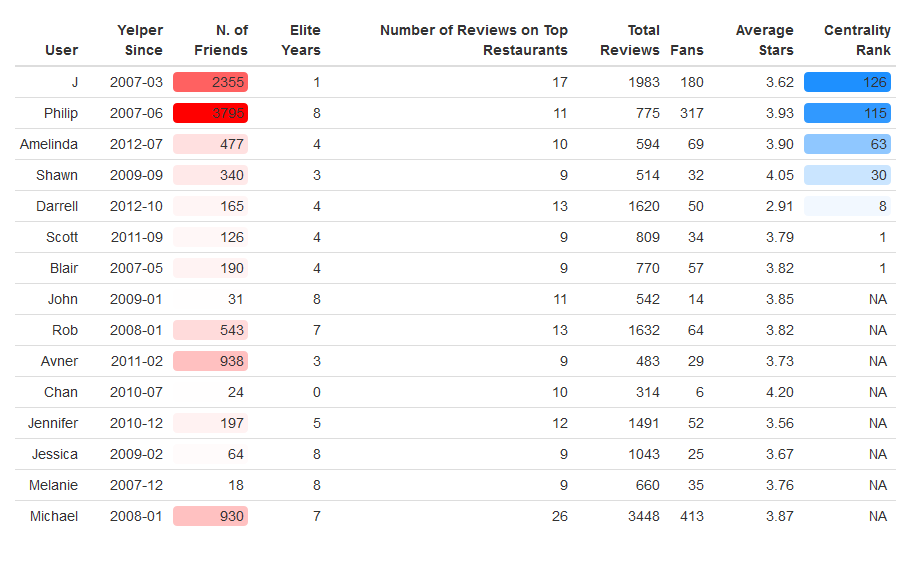 Yelper N. of Elite Number of Reviews on Top Total Average Centrality
User Since Friends Years Restaurants Reviews Fans Stars Rank
J 2007-03 2355 1 17 1983 180 3.62 126
Philip 2007-06 3795 8 11 775 317 3.93 115
Amelinda 2012-07 477 4 10 594 69 3.90 63
Shawn 2009-09 340 3 9 514 32 4.05 30
Darrell 2012-10 165 4 13 1620 50 2.91 8
Scott 2011-09 126 4 9 809 34 3.79 1
Blair 2007-05 190 4 9 770 57 3.82 1
John 2009-01 31 8 11 542 14 3.85 NA
Rob 2008-01 543 7 13 1632 64 3.82 NA
Avner 2011-02 938 3 9 483 29 3.73 NA
Chan 2010-07 24 0 10 314 6 4.20 NA
Jennifer 2010-12 197 5 12 1491 52 3.56 NA
Jessica 2009-02 64 8 9 1043 25 3.67 NA
Melanie 2007-12 18 8 9 660 35 3.76 NA
Michael 2008-01 930 7 26 3448 413 3.87 NA